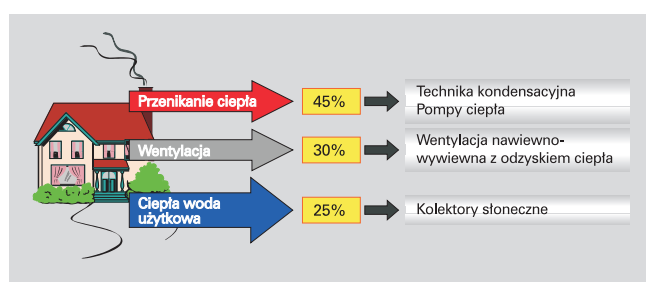 Przenikanie ciepła
45%
Technika kondensacyjna
Pompy ciepła
Wentylacja
30%
Wentylacja nawiewno-
wywiewna z odzyskiem ciepła
Ciepła woda
użytkowa
25%
Kolektory słoneczne